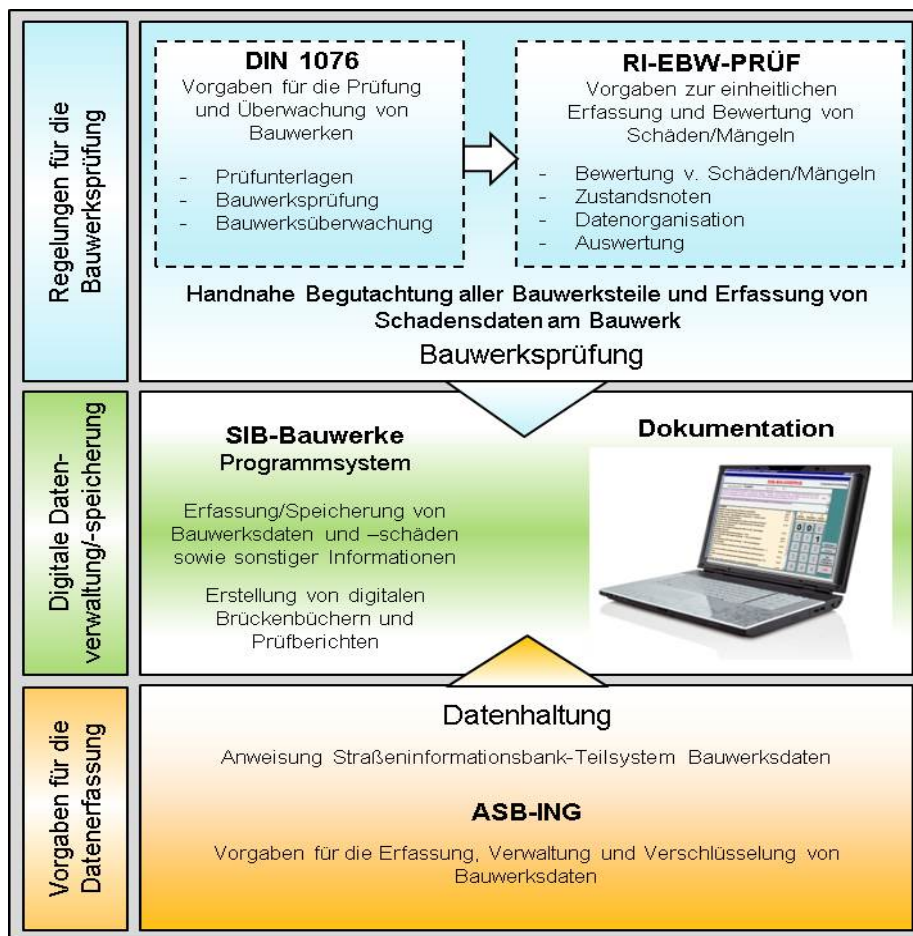 Regelungen für die
Bauwerksprüfung
DIN 1076
Vorgaben für die Prüfung
und Überwachung von
Bauwerken
- Prüfunterlagen
- Bauwerksprüfung
- Bauwerksüberwachung
RI-EBW-PRÜF
Vorgaben zur einheitlichen
Erfassung und Bewertung von
Schäden/Mängeln
- Bewertung v. Schäden/Mängeln
- Zustandsnoten
- Datenorganisation
- Auswertung
Handnahe Begutachtung aller Bauwerksteile und Erfassung von
Schadensdaten am Bauwerk
Bauwerksprüfung
Digitale Daten-
verwaltung/-speicherung
SIB-Bauwerke
Programmsystem
Erfassung/Speicherung von
Bauwerksdaten und –schäden
sowie sonstiger Informationen
Erstellung von digitalen
Brückenbüchern und
Prüfberichten
Dokumentation
Vorgaben für die
Datenerfassung
Datenhaltung
Anweisung Straßeninformationsbank-Teilsystem Bauwerksdaten
ASB-ING
Vorgaben für die Erfassung, Verwaltung und Verschlüsselung von
Bauwerksdaten